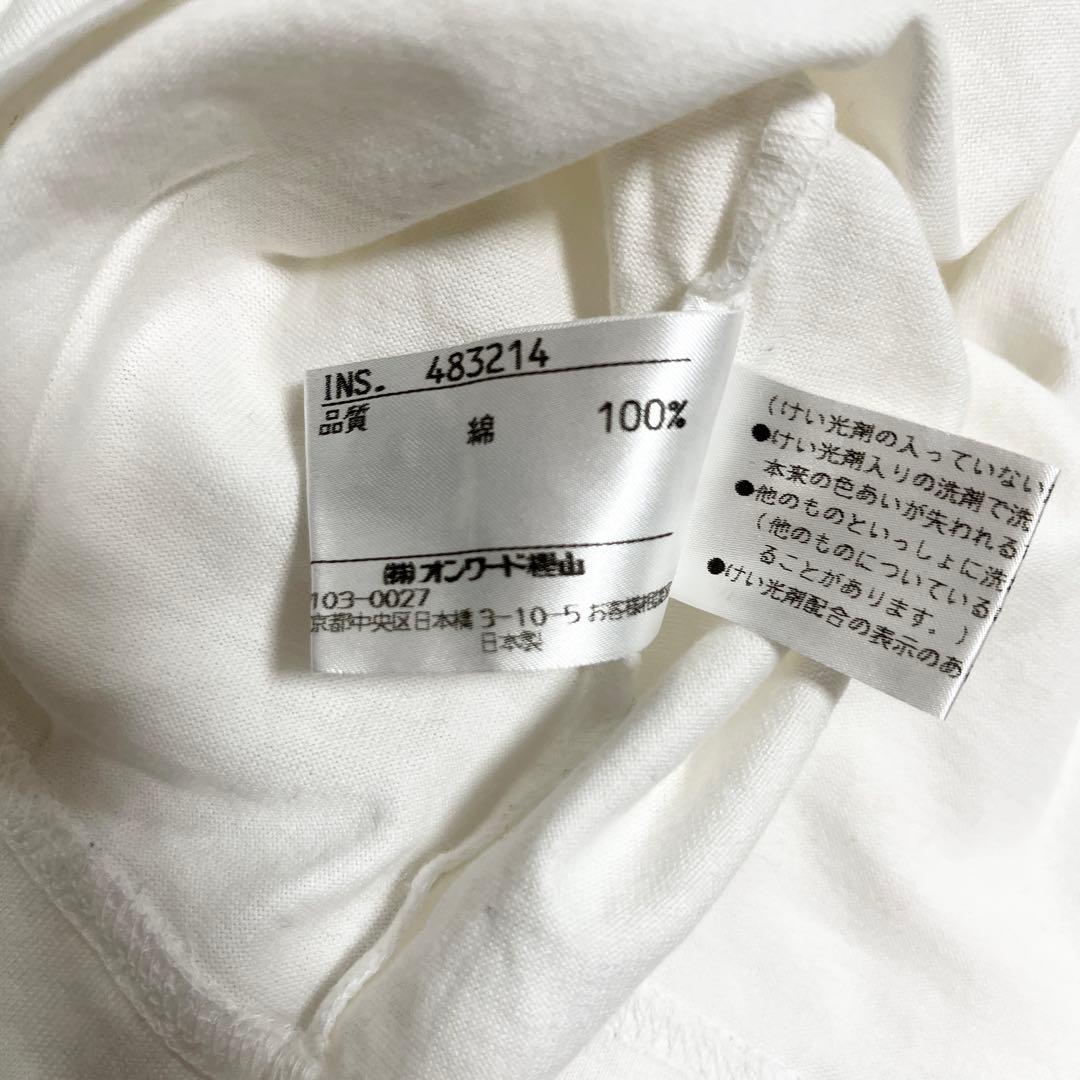 INS. 483214
品質 綿 100%
㈱オンワード樫山
103-0027
京都中央区日本橋3-10-5 お客様相談室
日本製
(けい光剤の入っていない
●けい光剤入りの洗剤で洗
本来の色あいが失われる
●他のものといっしょに洗
(他のものについている
ることがあります。)
●けい光剤配合の表示のあ